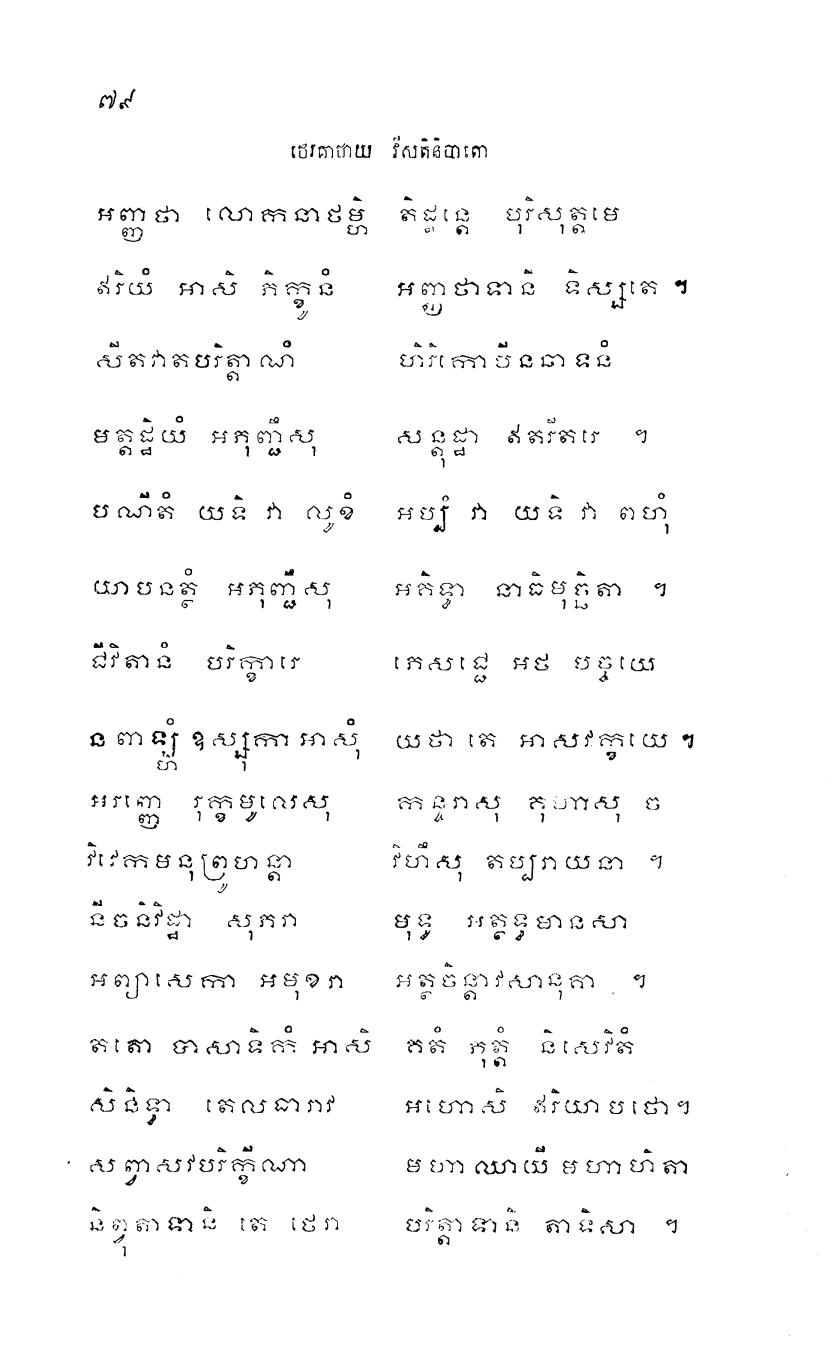 ៧៩
ថេរគាថាយ វីសតិនិបាតោ
អញ្ញថា លោកនាថម្ហិ តិដ្ឋន្តេ បុរិសុត្តមេ
ឥរិយំ អាសិ ភិក្ខូនំ អញ្ញថាទានិ ទិស្សតេ ។
សីតវាតបរិត្តាណំ ហិរិកោបីនឆាទនំ
មត្តដ្ឋិយំ អភុញ្ជឹសុ សន្តុដ្ឋា ឥតរីតរេ ។
បណីតំ យទិ វា លូខំ អប្បំ វា យទិ វា ពហុំ
យាបនត្ថំ អភុញ្ជឹសុ អគិទ្ធា នាធិមុច្ឆិតា ។
ជីវិតានំ បរិក្ខារេ ភេសជ្ជេ អថ បច្ចយេ
ន ពាឡ្ហំ ឧស្សុកា អាសុំ យថា តេ អាសវក្ខយេ ។
អរញ្ញេ រុក្ខមូលេសុ កន្ទរាសុ គុហាសុ ច
វិវេកមនុព្រូហន្តា វិហឹសុ តប្បរាយនា ។
នីចនិវិដ្ឋា សុភរា មុទូ អត្ថទ្ធមានសា
អព្យាសេកា អមុខរា អត្ថចិន្តាវសានុគា ។
តតោ បាសាទិកំ អាសិ គតំ ភុត្តំ និសេវិតំ
សិនិទ្ធា តេលធារាវ អហោសិ ឥរិយាបថោ ។
សព្វាសវបរិក្ខីណា មហាឈាយី មហាហិតា
និព្វុតាទានិ តេ ថេរា បរិត្តាទានិ តាទិសា ។